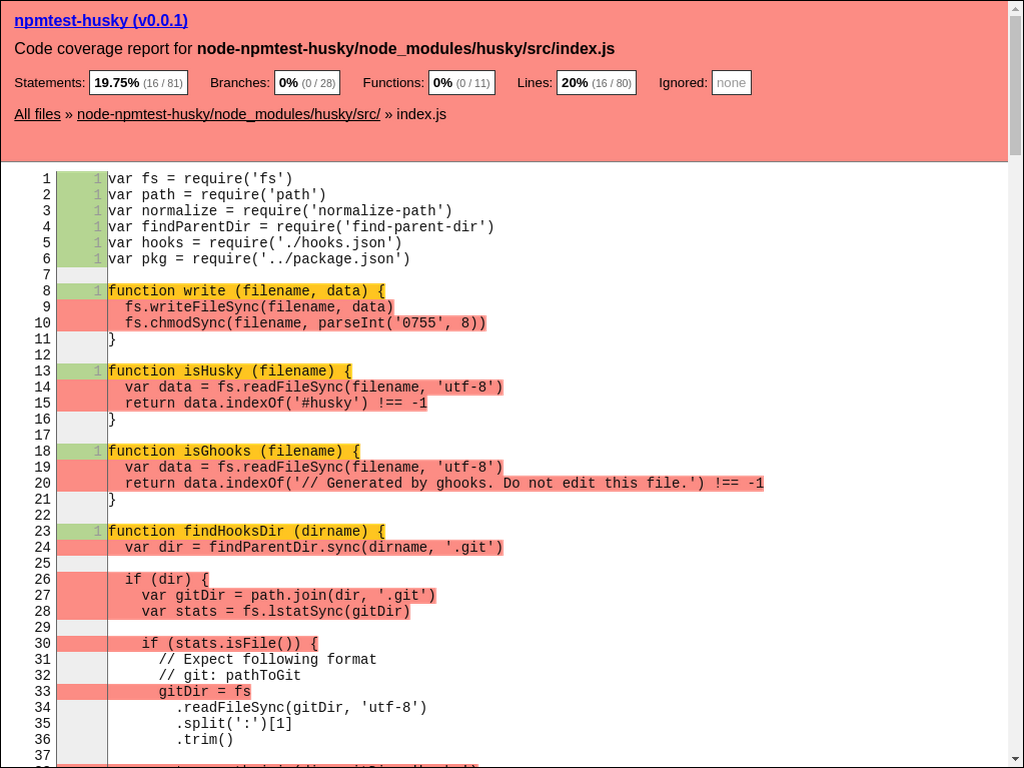 npmtest-husky (v0.0.1)
Code coverage report for node-npmtest-husky/node_modules/husky/src/index.js
Statements: 19.75% (16 / 81) Branches: 0% (0 / 28) Functions: 0% (0 / 11) Lines: 20% (16 / 80) Ignored: none
All files » node-npmtest-husky/node_modules/husky/src/ » index.js
1 1 var fs = require('fs')
2 1 var path = require('path')
3 1 var normalize = require('normalize-path')
4 1 var findParentDir = require('find-parent-dir')
5 1 var hooks = require('./hooks.json')
6 1 var pkg = require('../package.json')
7
8 1 function write (filename, data) {
9   fs.writeFileSync(filename, data)
10   fs.chmodSync(filename, parseInt('0755', 8))
11 }
12
13 1 function isHusky (filename) {
14   var data = fs.readFileSync(filename, 'utf-8')
15   return data.indexOf('#husky') !== -1
16 }
17
18 1 function isGhooks (filename) {
19   var data = fs.readFileSync(filename, 'utf-8')
20   return data.indexOf('// Generated by ghooks. Do not edit this file.') !== -1
21 }
22
23 1 function findHooksDir (dirname) {
24   var dir = findParentDir.sync(dirname, '.git')
25
26   if (dir) {
27     var gitDir = path.join(dir, '.git')
28     var stats = fs.lstatSync(gitDir)
29
30     if (stats.isFile()) {
31       // Expect following format
32       // git: pathToGit
33       gitDir = fs
34         .readFileSync(gitDir, 'utf-8')
35         .split(':')[1]
36         .trim()
37